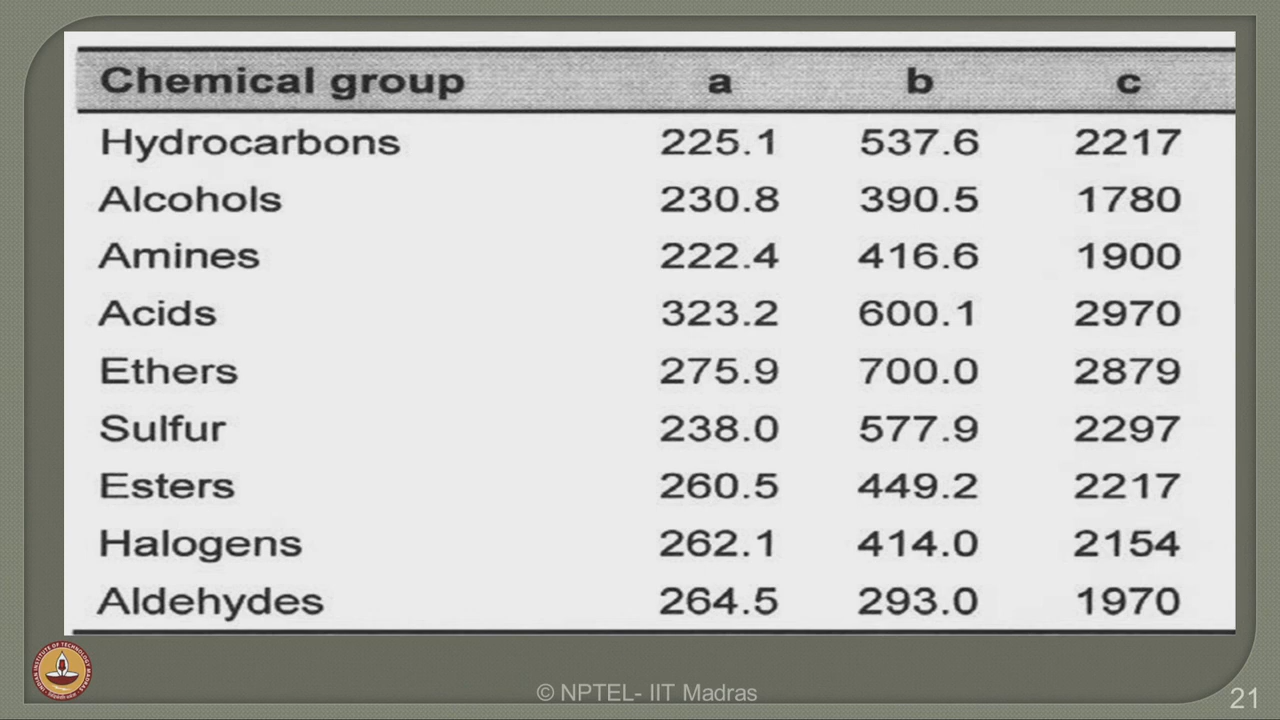 Chemical group a b c
Hydrocarbons 225.1 537.6 2217
Alcohols 230.8 390.5 1780
Amines 222.4 416.6 1900
Acids 323.2 600.1 2970
Ethers 275.9 700.0 2879
Sulfur 238.0 577.9 2297
Esters 260.5 449.2 2217
Halogens 262.1 414.0 2154
Aldehydes 264.5 293.0 1970
© NPTEL- IIT Madras
21